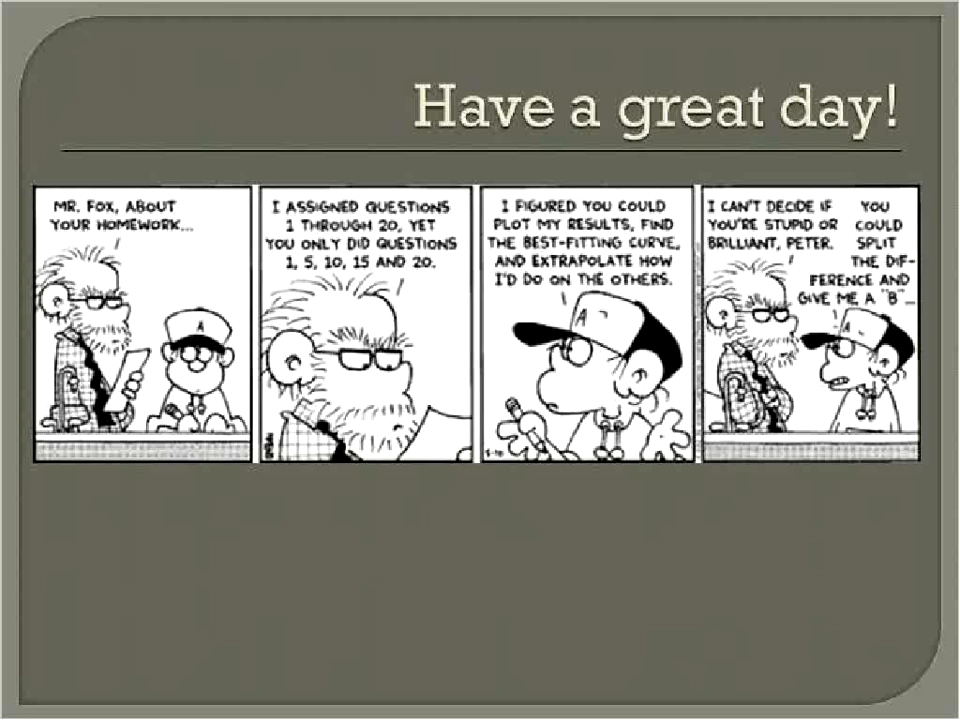 Have a great day!
MR. FOX, ABOUT
YOUR HOMEWORK...
A
I ASSIGNED QUESTIONS
1 THROUGH 20, YET
YOU ONLY DID QUESTIONS
1, 5, 10, 15 AND 20.
I FIGURED YOU COULD
PLOT MY RESULTS, FIND
THE BEST-FITTING CURVE,
AND EXTRAPOLATE HOW
I'D DO ON THE OTHERS.
A
I CAN'T DECIDE IF
YOU'RE STUPID OR
BRILLIANT, PETER.
YOU
COULD
SPLIT
THE DIF-
FERENCE AND
GIVE ME A "B"...
A